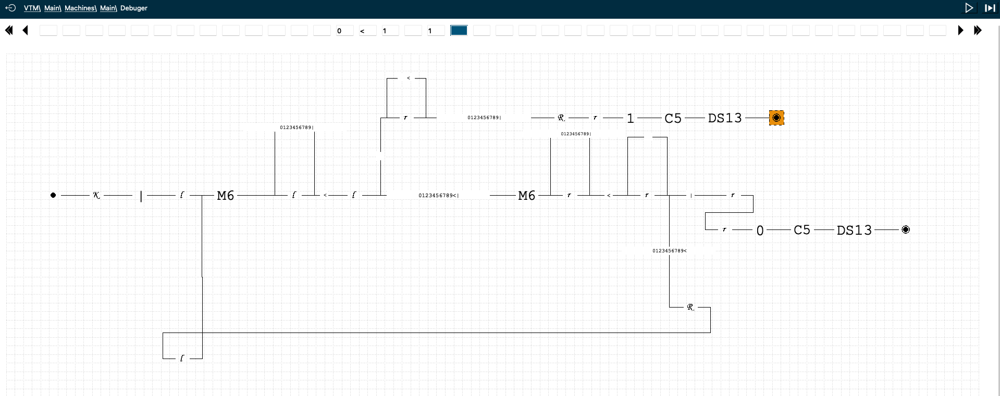 VTM\ Main\ Machines\ Main\ Debuger
0 < 1 1
<
r 0123456789| R r 1 C5 DS13
0123456789|
0123456789|
K | l M6 l < l 0123456789<| M6 r < r | r
r 0 C5 DS13
0123456789<
R
l